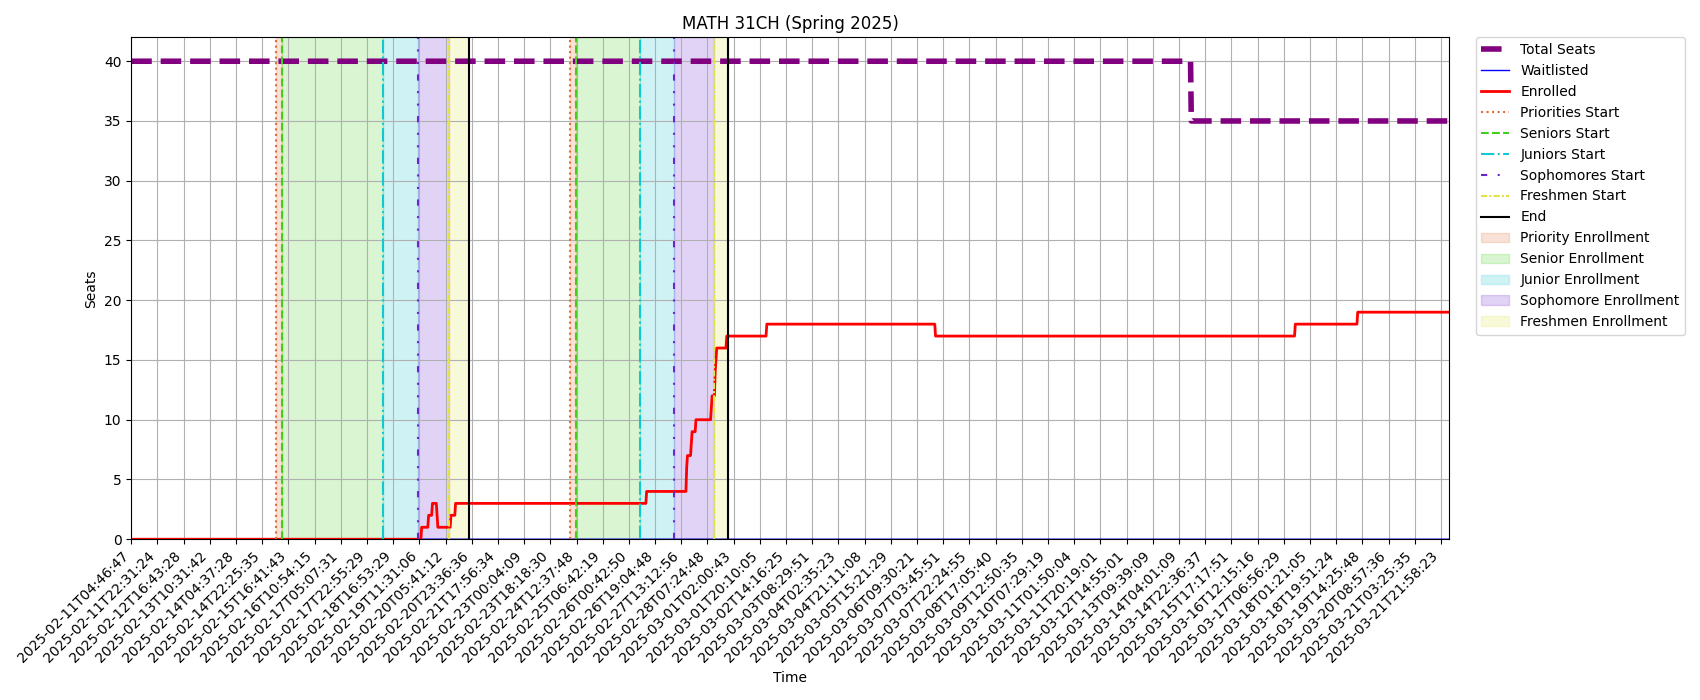 MATH 31CH (Spring 2025)
Seats
40
35
30
25
20
15
10
5
0
2025-02-11T04:46:47
2025-02-11T22:31:24
2025-02-12T16:43:28
2025-02-13T10:31:42
2025-02-14T04:37:28
2025-02-14T22:25:35
2025-02-15T16:41:43
2025-02-16T10:54:15
2025-02-17T05:07:31
2025-02-17T22:55:29
2025-02-18T16:53:29
2025-02-19T11:31:06
2025-02-20T05:41:12
2025-02-20T23:36:36
2025-02-21T17:56:34
2025-02-23T00:04:09
2025-02-23T18:18:30
2025-02-24T12:37:48
2025-02-25T06:42:19
2025-02-26T00:42:50
2025-02-26T19:04:48
2025-02-27T13:12:56
2025-02-28T07:24:48
2025-03-01T02:00:43
2025-03-01T20:10:05
2025-03-02T14:16:25
2025-03-03T08:29:51
2025-03-04T02:35:23
2025-03-04T21:11:08
2025-03-05T15:21:29
2025-03-06T09:30:21
2025-03-07T03:45:51
2025-03-07T22:24:55
2025-03-08T17:05:40
2025-03-09T12:50:35
2025-03-10T07:29:19
2025-03-11T01:50:04
2025-03-11T20:19:01
2025-03-12T14:55:01
2025-03-13T09:39:09
2025-03-14T04:01:09
2025-03-14T22:36:37
2025-03-15T17:17:51
2025-03-16T12:15:16
2025-03-17T06:56:29
2025-03-18T01:21:05
2025-03-18T19:51:24
2025-03-19T14:25:48
2025-03-20T08:57:36
2025-03-21T03:25:35
2025-03-21T21:58:23
Time
Total Seats
Waitlisted
Enrolled
Priorities Start
Seniors Start
Juniors Start
Sophomores Start
Freshmen Start
End
Priority Enrollment
Senior Enrollment
Junior Enrollment
Sophomore Enrollment
Freshmen Enrollment